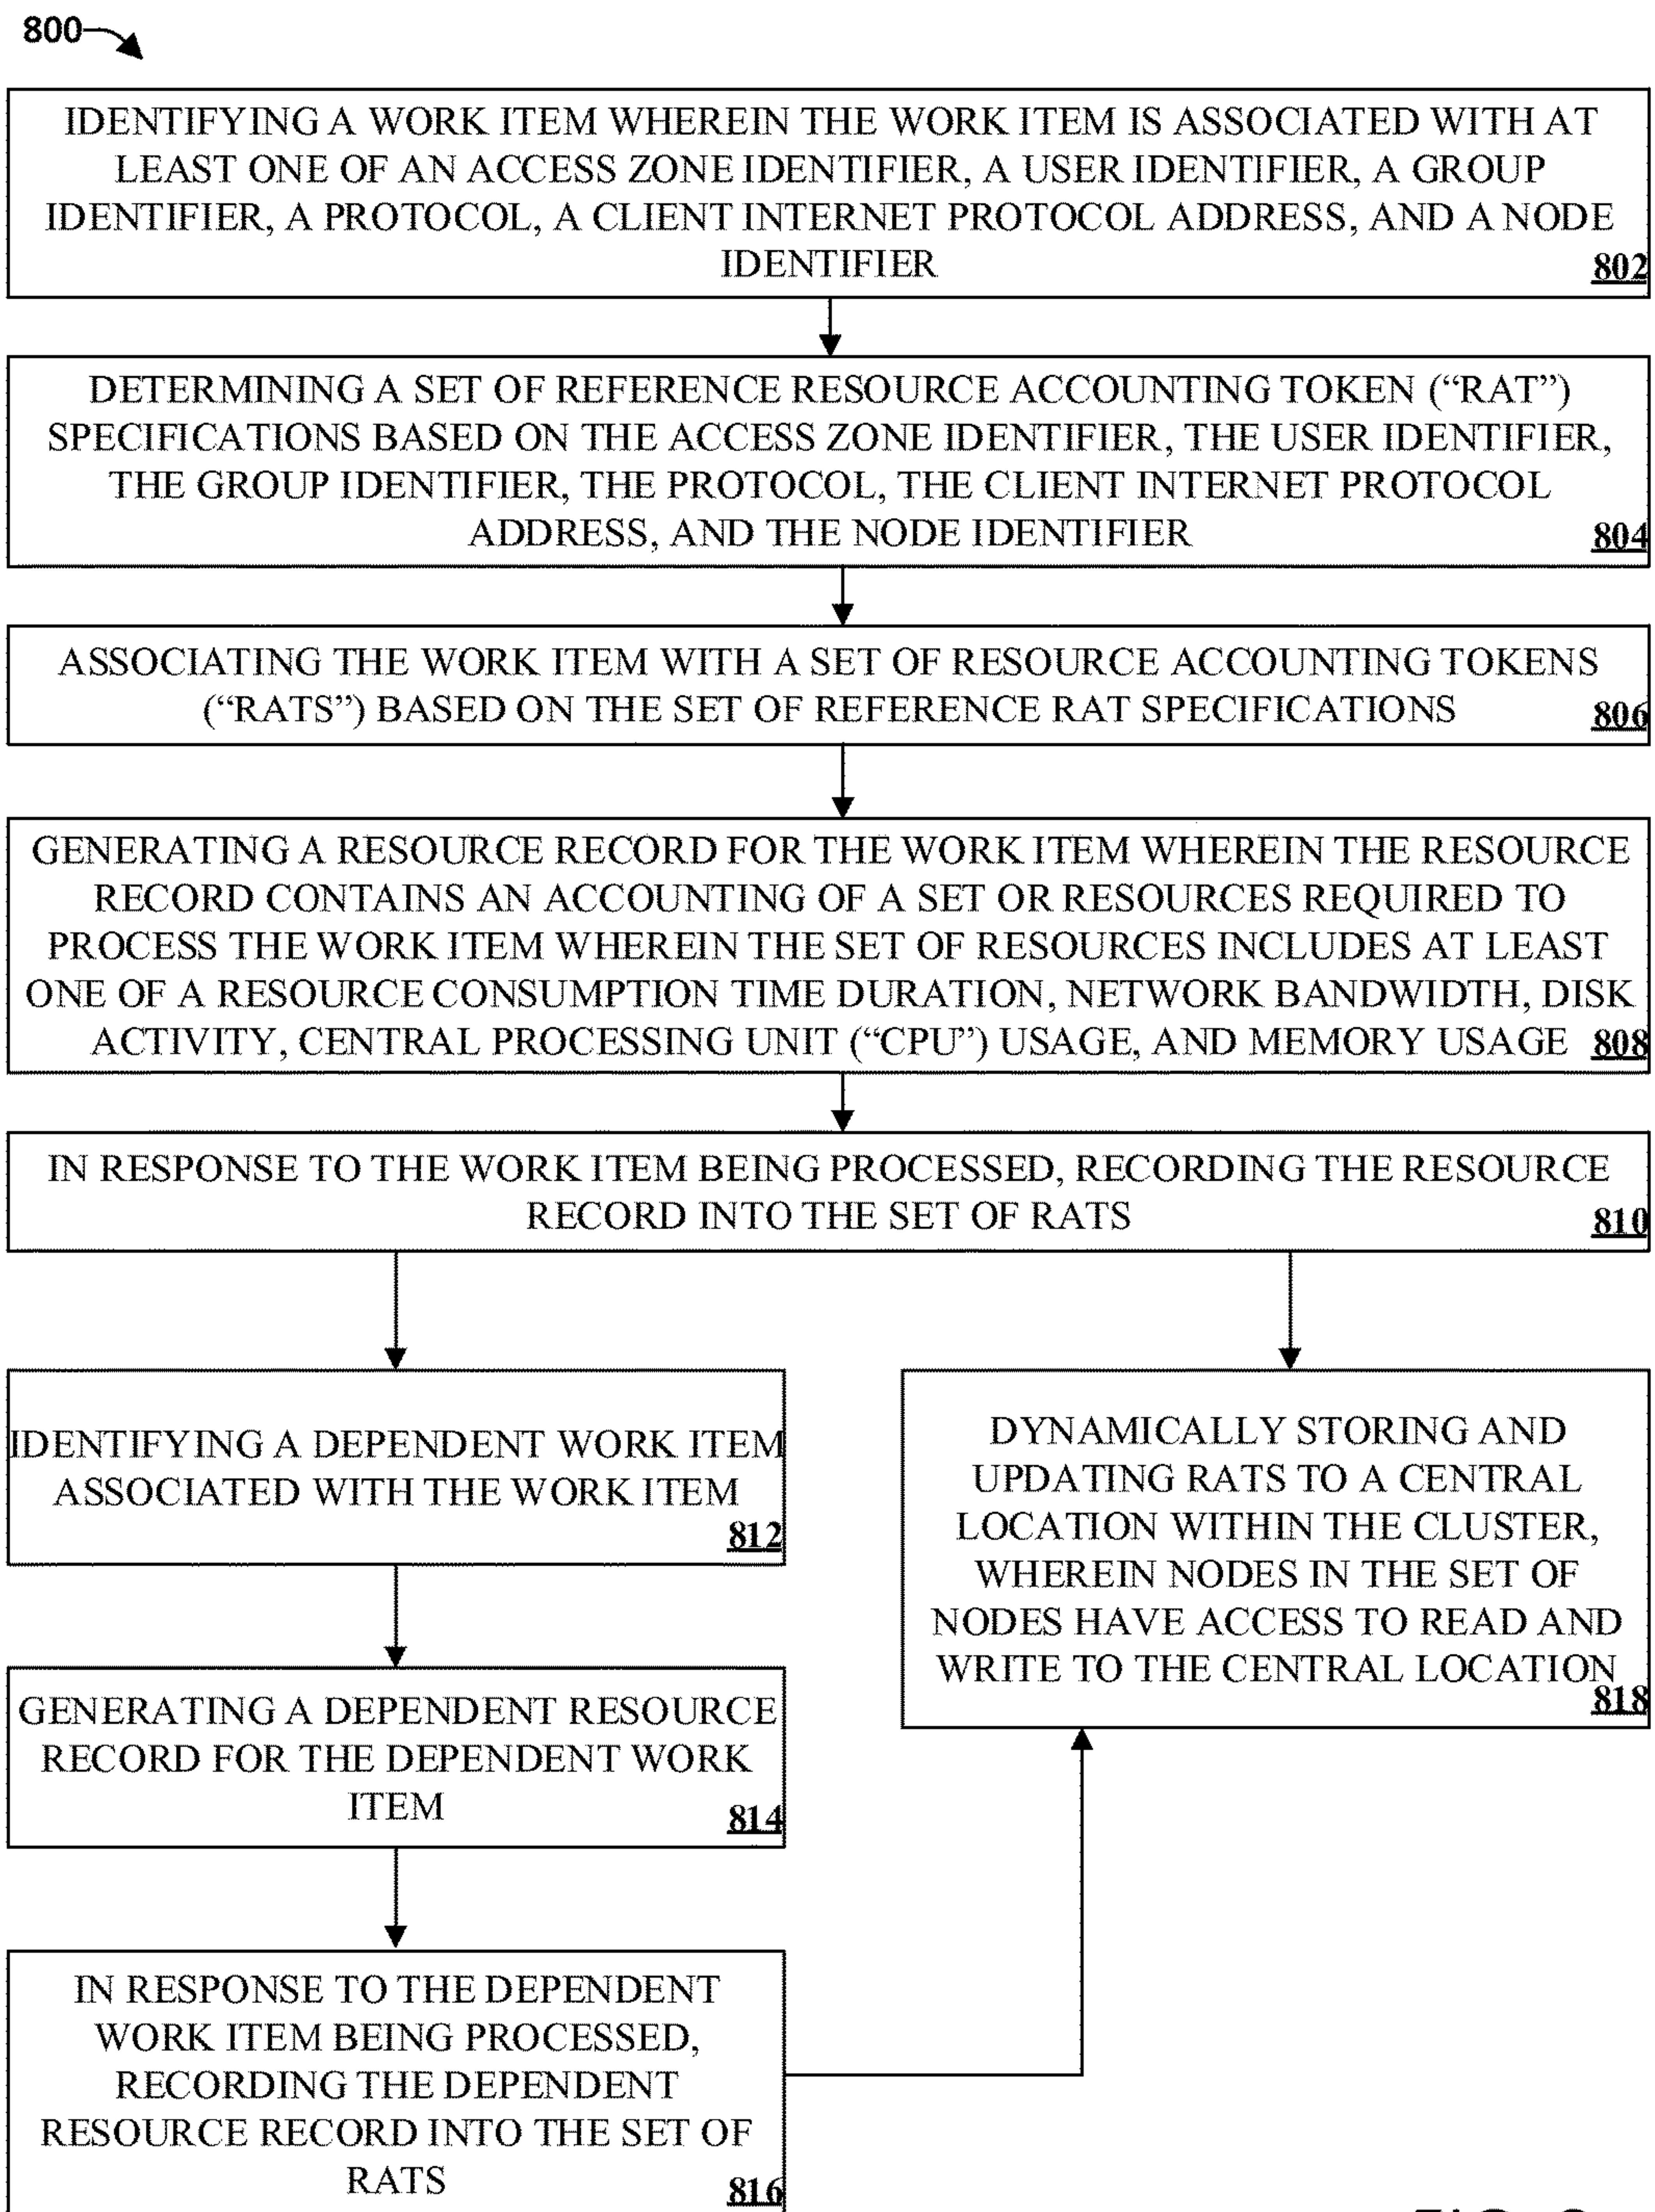 800
IDENTIFYING A WORK ITEM WHEREIN THE WORK ITEM IS ASSOCIATED WITH AT
LEAST ONE OF AN ACCESS ZONE IDENTIFIER, A USER IDENTIFIER, A GROUP
IDENTIFIER, A PROTOCOL, A CLIENT INTERNET PROTOCOL ADDRESS, AND A NODE
IDENTIFIER
802
DETERMINING A SET OF REFERENCE RESOURCE ACCOUNTING TOKEN (“RAT”)
SPECIFICATIONS BASED ON THE ACCESS ZONE IDENTIFIER, THE USER IDENTIFIER,
THE GROUP IDENTIFIER, THE PROTOCOL, THE CLIENT INTERNET PROTOCOL
ADDRESS, AND THE NODE IDENTIFIER
804
ASSOCIATING THE WORK ITEM WITH A SET OF RESOURCE ACCOUNTING TOKENS
(“RATS”) BASED ON THE SET OF REFERENCE RAT SPECIFICATIONS
806
GENERATING A RESOURCE RECORD FOR THE WORK ITEM WHEREIN THE RESOURCE
RECORD CONTAINS AN ACCOUNTING OF A SET OR RESOURCES REQUIRED TO
PROCESS THE WORK ITEM WHEREIN THE SET OF RESOURCES INCLUDES AT LEAST
ONE OF A RESOURCE CONSUMPTION TIME DURATION, NETWORK BANDWIDTH, DISK
ACTIVITY, CENTRAL PROCESSING UNIT (“CPU”) USAGE, AND MEMORY USAGE 808
IN RESPONSE TO THE WORK ITEM BEING PROCESSED, RECORDING THE RESOURCE
RECORD INTO THE SET OF RATS
810
IDENTIFYING A DEPENDENT WORK ITEM
ASSOCIATED WITH THE WORK ITEM
812
GENERATING A DEPENDENT RESOURCE
RECORD FOR THE DEPENDENT WORK
ITEM
814
IN RESPONSE TO THE DEPENDENT
WORK ITEM BEING PROCESSED,
RECORDING THE DEPENDENT
RESOURCE RECORD INTO THE SET OF
RATS
816
DYNAMICALLY STORING AND
UPDATING RATS TO A CENTRAL
LOCATION WITHIN THE CLUSTER,
WHEREIN NODES IN THE SET OF
NODES HAVE ACCESS TO READ AND
WRITE TO THE CENTRAL LOCATION
818